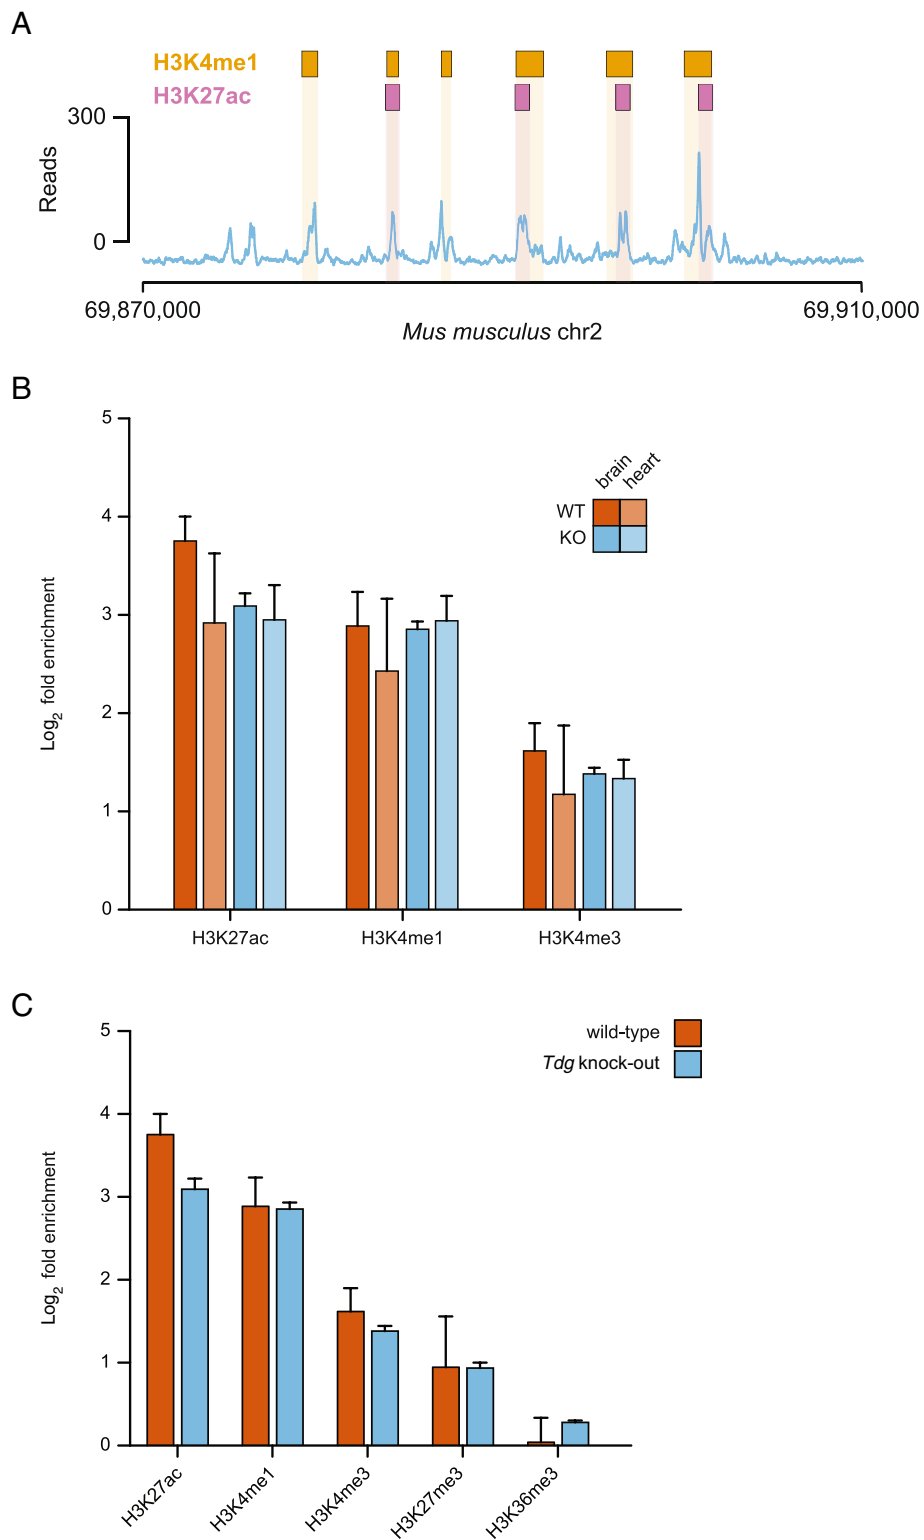 A
H3K4me1
H3K27ac
300
Reads
0
69,870,000
69,910,000
Mus musculus chr2
B
5
4
3
2
1
0
Log2 fold enrichment
brain
heart
WT
KO
H3K27ac
H3K4me1
H3K4me3
C
wild-type
Tdg knock-out
5
4
3
2
1
0
Log2 fold enrichment
H3K27ac
H3K4me1
H3K4me3
H3K27me3
H3K36me3